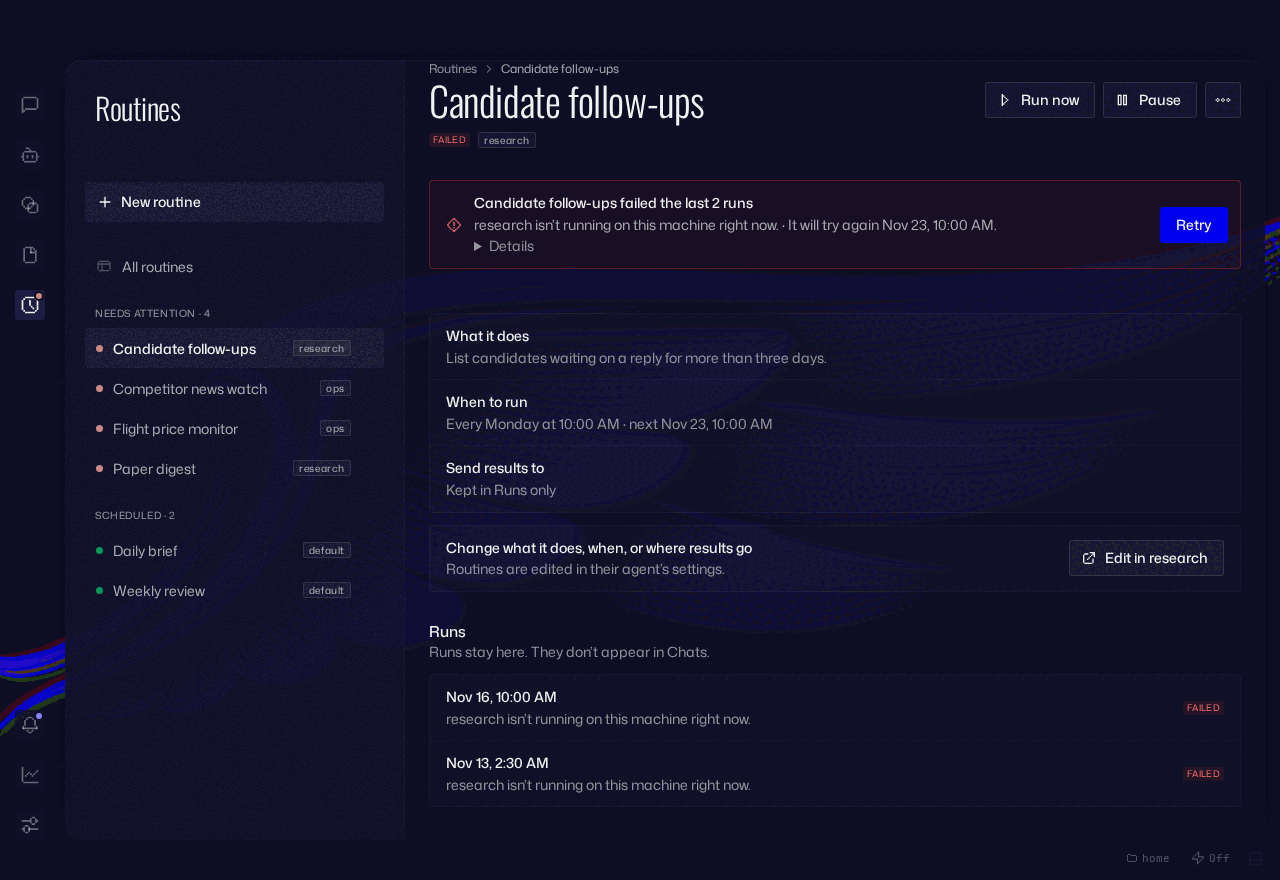 Routines
New routine
All routines
NEEDS ATTENTION · 4
Candidate follow-ups research
Competitor news watch ops
Flight price monitor ops
Paper digest research
SCHEDULED · 2
Daily brief default
Weekly review default
Routines > Candidate follow-ups
Candidate follow-ups
Run now
Pause
FAILED research
Candidate follow-ups failed the last 2 runs
research isn't running on this machine right now. · It will try again Nov 23, 10:00 AM.
Details
Retry
What it does
List candidates waiting on a reply for more than three days.
When to run
Every Monday at 10:00 AM · next Nov 23, 10:00 AM
Send results to
Kept in Runs only
Change what it does, when, or where results go
Routines are edited in their agent's settings.
Edit in research
Runs
Runs stay here. They don't appear in Chats.
Nov 16, 10:00 AM
research isn't running on this machine right now.
FAILED
Nov 13, 2:30 AM
research isn't running on this machine right now.
FAILED
home Off